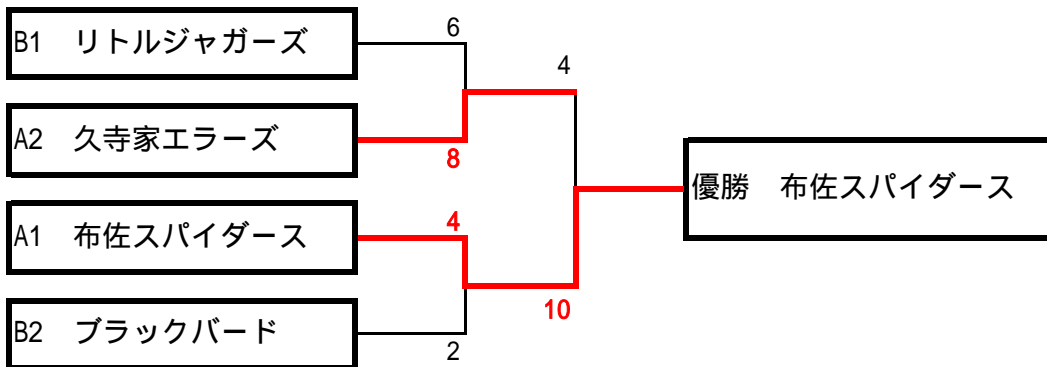 B1 リトルジャガーズ
6
4
A2 久寺家エラーズ
8
優勝 布佐スパイダース
A1 布佐スパイダース
4
10
B2 ブラックバード
2